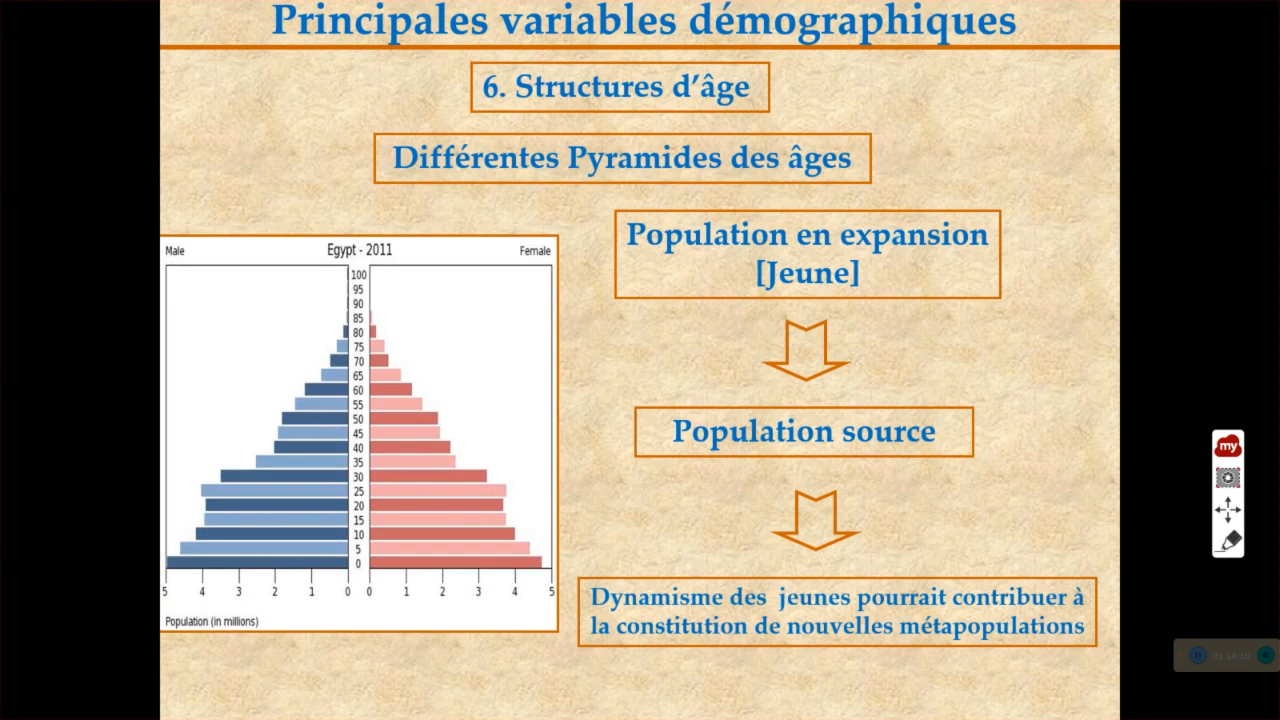 Principales variables démographiques
6. Structures d’âge
Différentes Pyramides des âges
Population en expansion
[Jeune]
Population source
Dynamisme des jeunes pourrait contribuer à
la constitution de nouvelles métapopulations
Male Egypt - 2011 Female
100
95
90
85
80
75
70
65
60
55
50
45
40
35
30
25
20
15
10
5
0
5 4 3 2 1 0 0 1 2 3 4 5
Population (in millions)
my